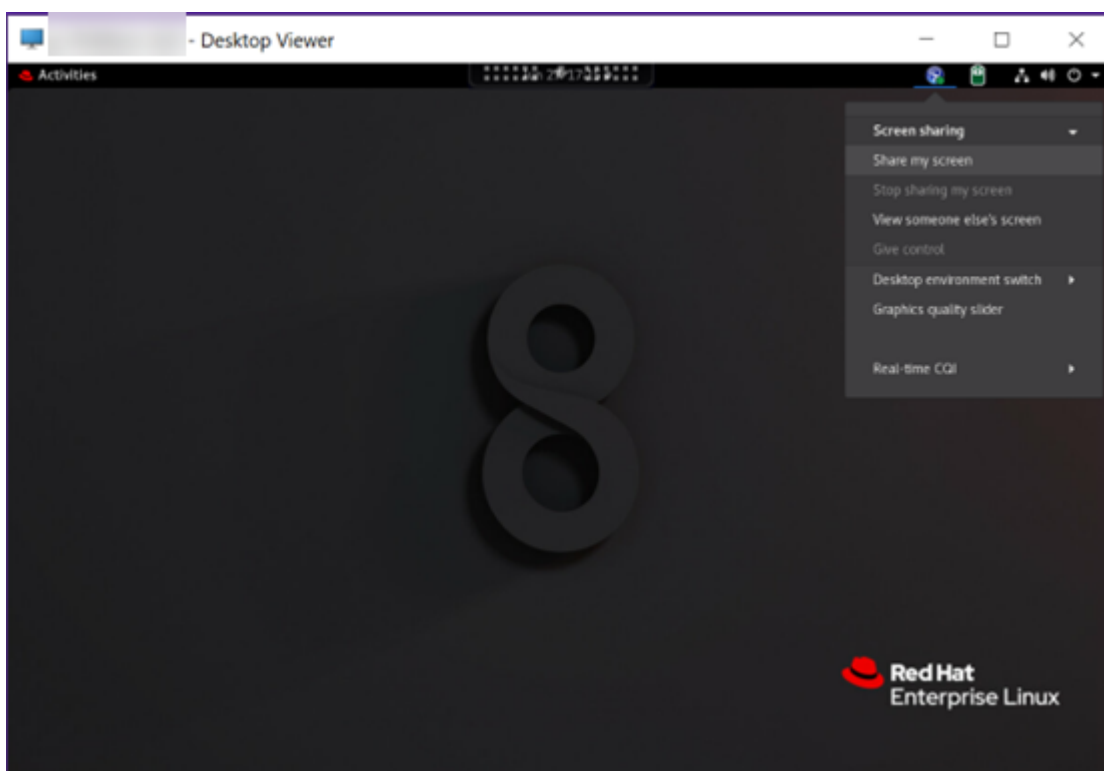 - Desktop Viewer
Activities
Screen sharing
Share my screen
Stop sharing my screen
View someone else's screen
Give control
Desktop environment switch
Graphics quality slider
Real-time CQI
8
Red Hat
Enterprise Linux